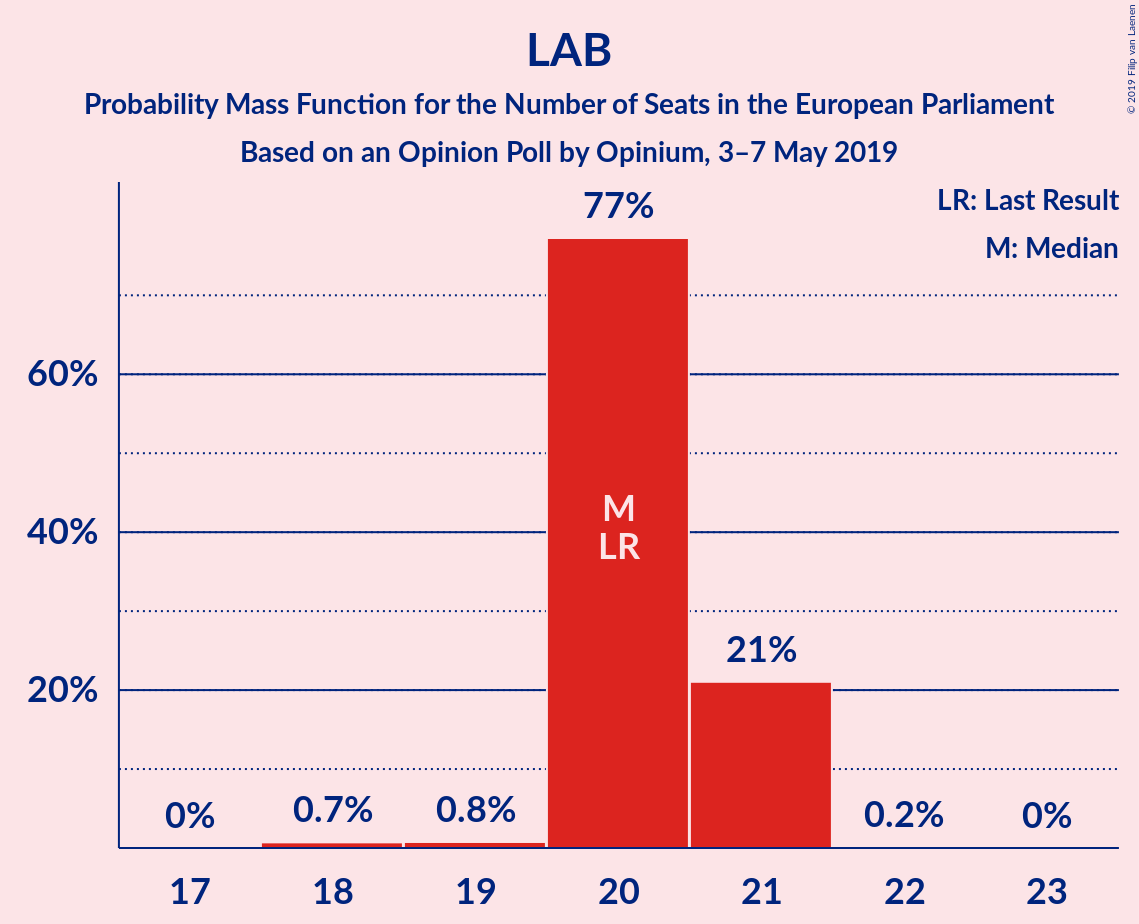 LAB
Probability Mass Function for the Number of Seats in the European Parliament
Based on an Opinion Poll by Opinium, 3–7 May 2019
© 2019 Filip van Laenen
LR: Last Result
M: Median
77%
60%
40%
20%
M
LR
21%
0%
0.7%
0.8%
0.2%
0%
17
18
19
20
21
22
23